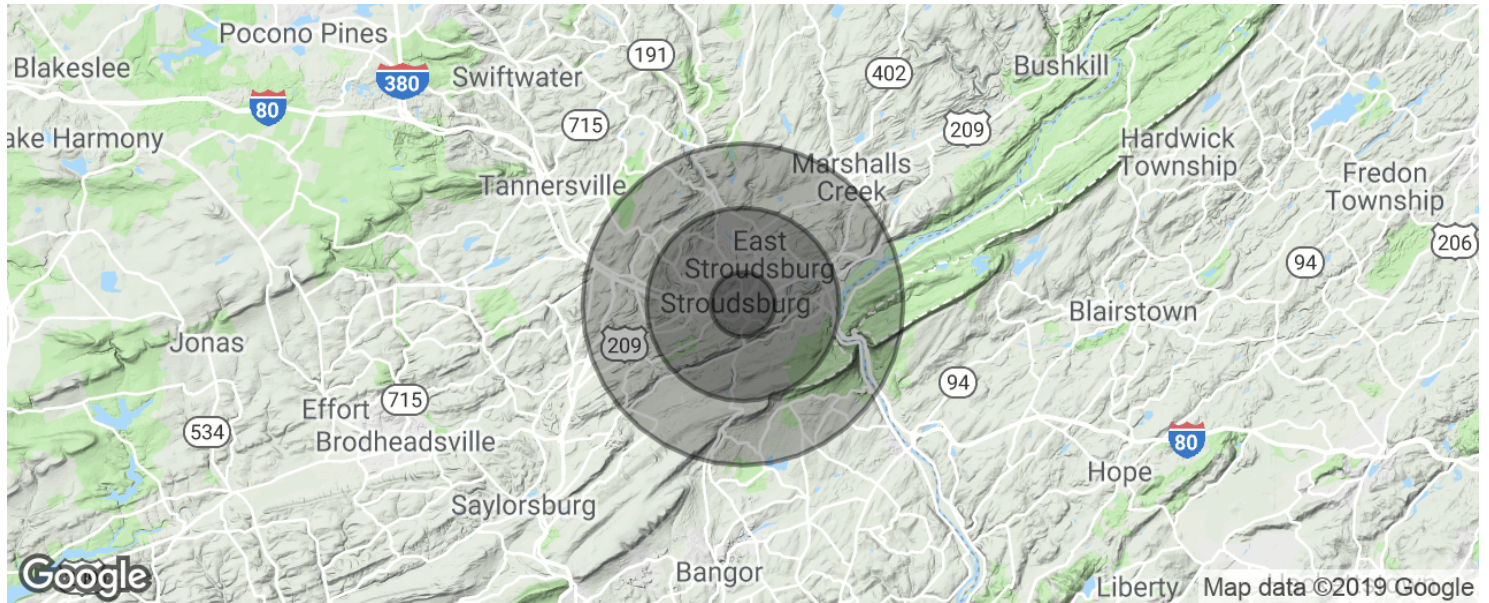 Pocono Pines
191
Blakeslee
380
Swiftwater
402
Bushkill
80
715
209
ake Harmony
Hardwick
Township
Marshalls
Creek
Tannersville
Fredon
Township
East
Stroudsburg
206
94
Stroudsburg
Blairstown
Jonas
209
94
Effort
715
534
Brodheadsville
80
Hope
Saylorsburg
Bangor
Google
Liberty
Map data ©2019 Google